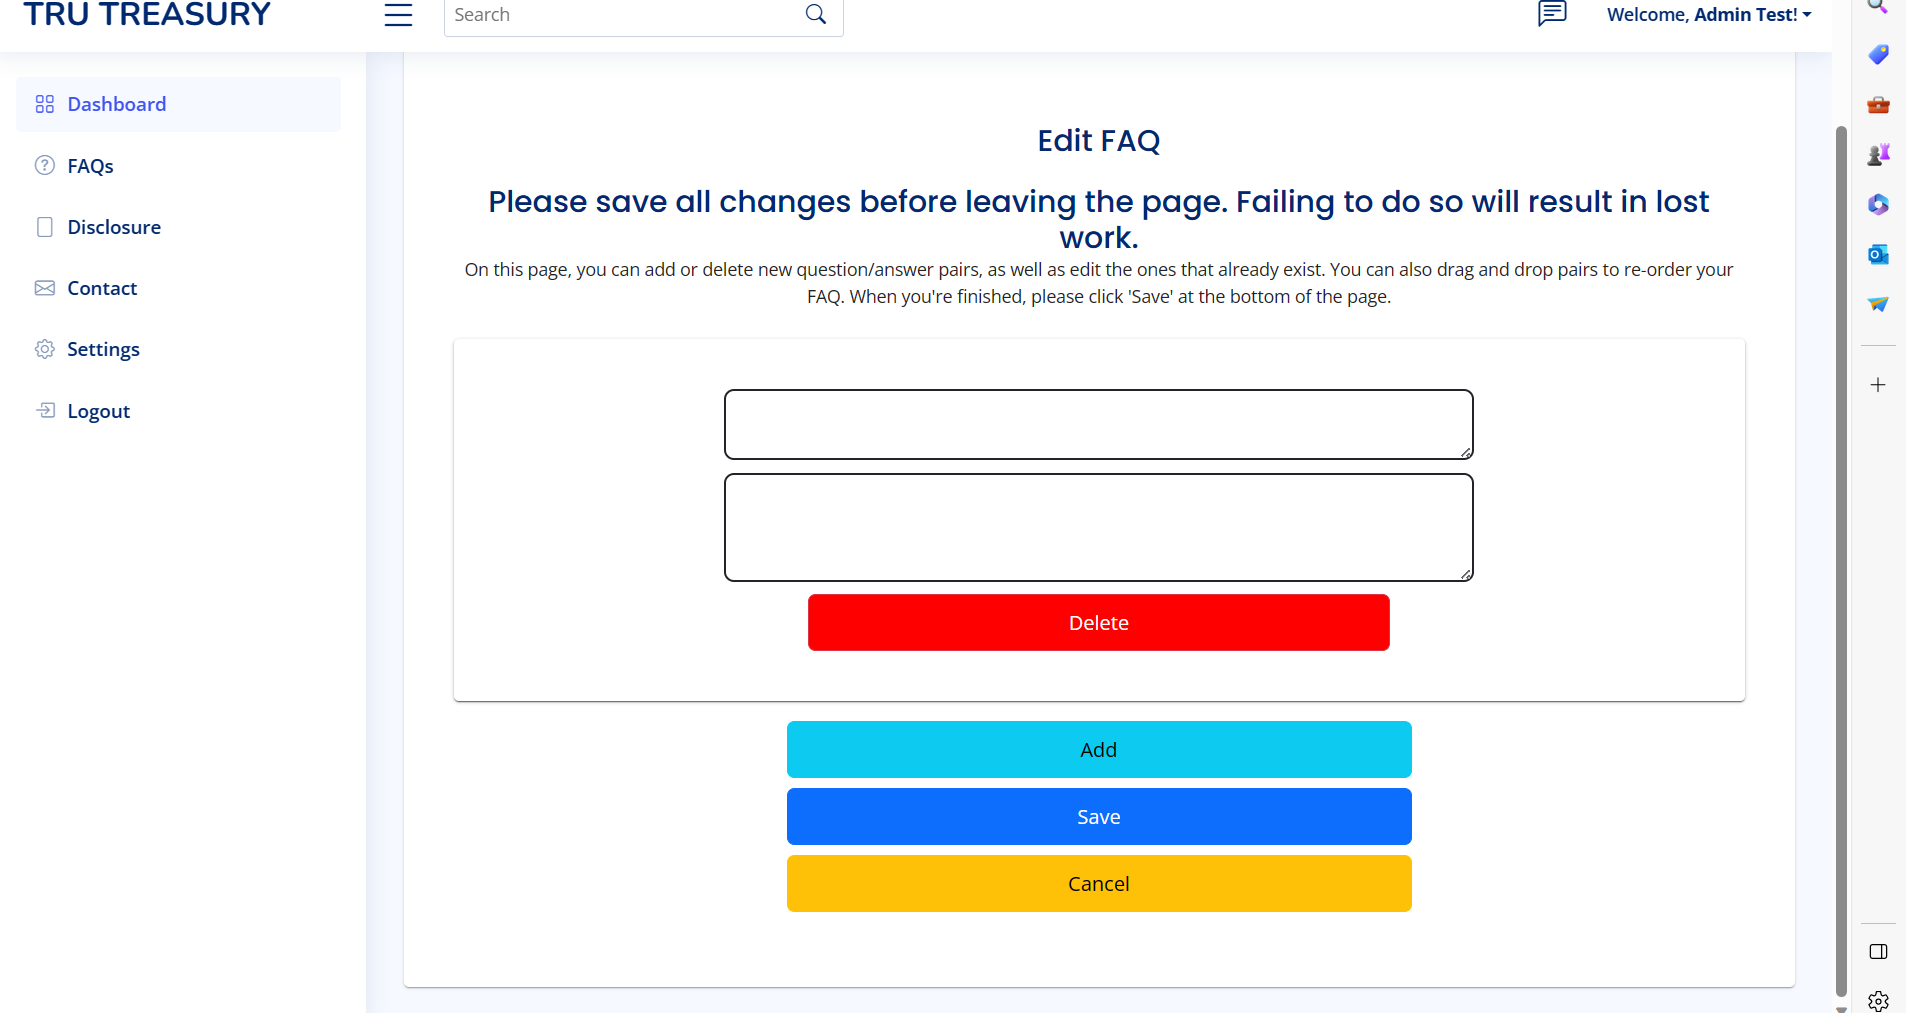 TRU TREASURY
Search
Welcome, Admin Test!
Dashboard
FAQs
Disclosure
Contact
Settings
Logout
Edit FAQ
Please save all changes before leaving the page. Failing to do so will result in lost
work.
On this page, you can add or delete new question/answer pairs, as well as edit the ones that already exist. You can also drag and drop pairs to re-order your
FAQ. When you're finished, please click 'Save' at the bottom of the page.
Delete
Add
Save
Cancel